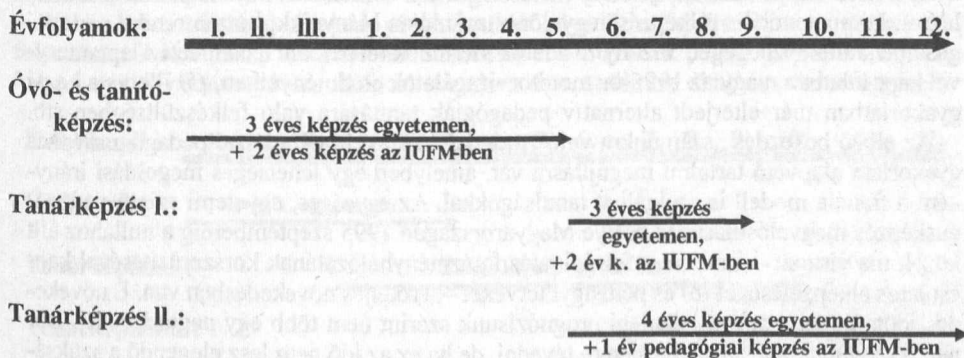 Évfolyamok: I. II. III. 1. 2. 3. 4. 5. 6. 7. 8. 9. 10. 11. 12.
Óvó- és tanító-
képzés:
3 éves képzés egyetemen,
+ 2 éves képzés az IUFM-ben
Tanárképzés I.:
3 éves képzés
egyetemen,
+2 év k. az IUFM-ben
Tanárképzés II.:
4 éves képzés egyetemen,
+1 év pedagógiai képzés az IUFM-ben